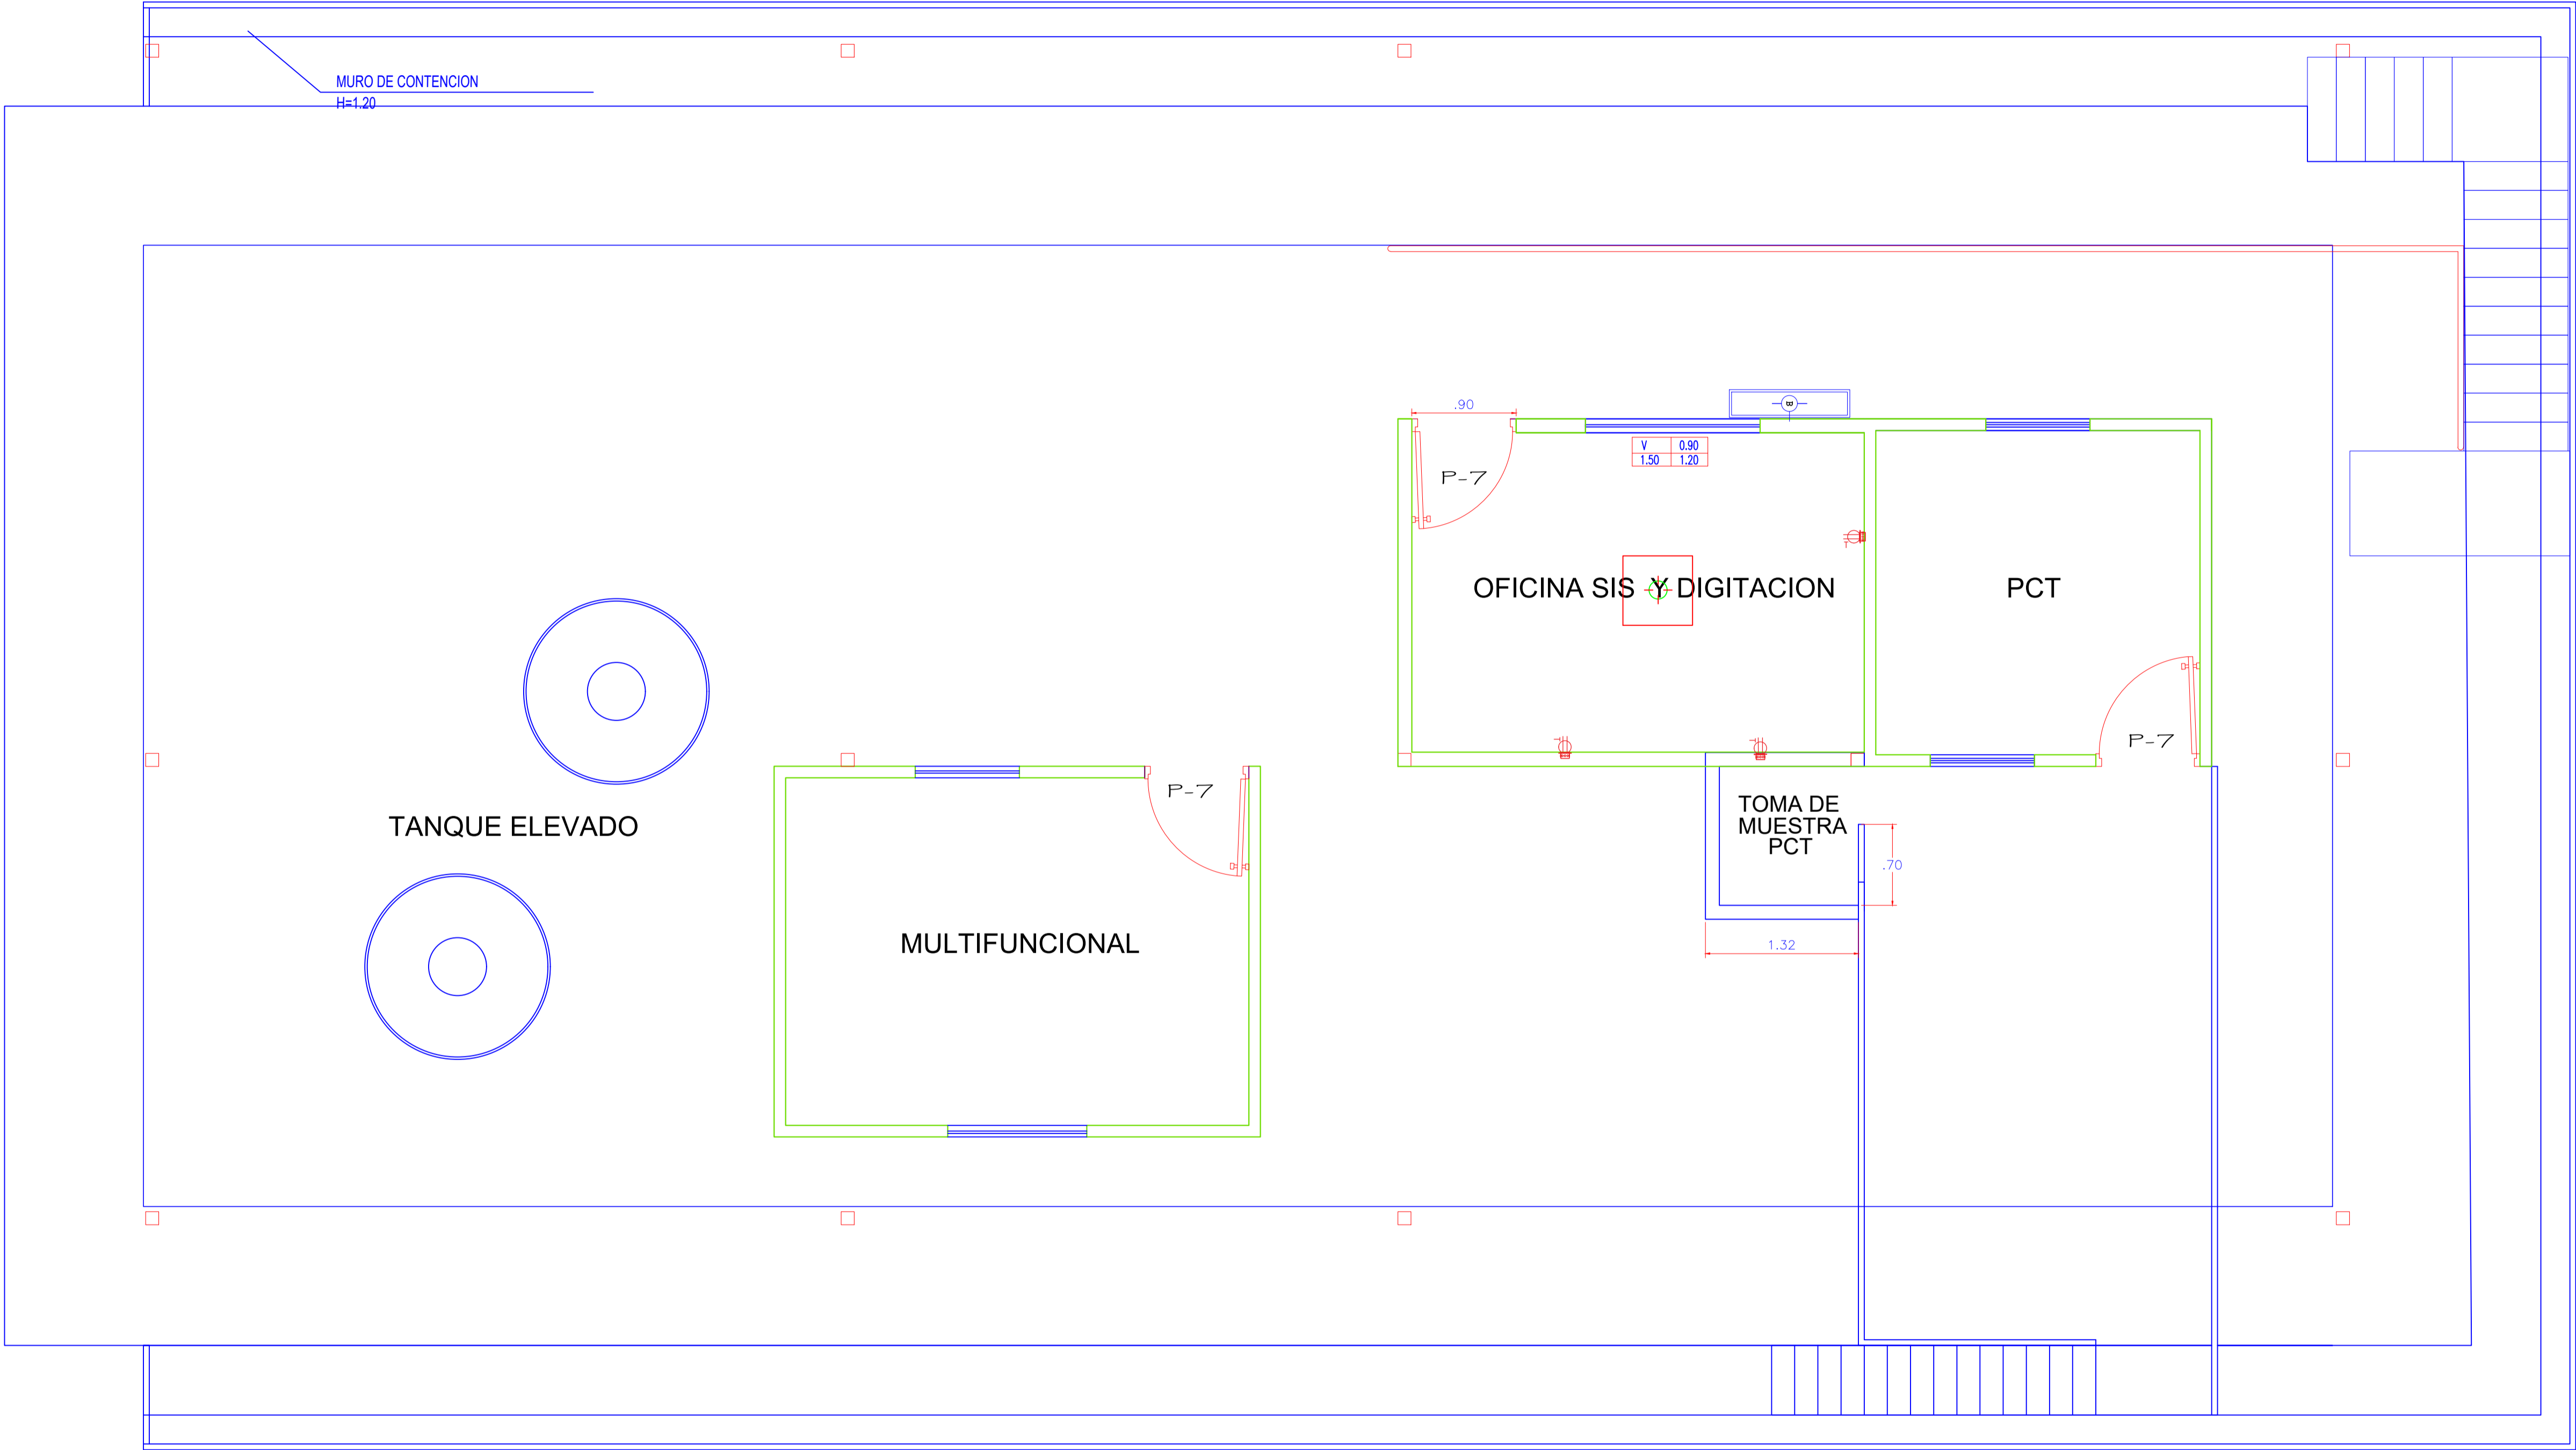 MURO DE CONTENCION
H=1.20
.90
B
V 0.90
1.50 1.20
P-7
OFICINA SIS Y DIGITACION
PCT
P-7
P-7
TOMA DE
MUESTRA
PCT
TANQUE ELEVADO
.70
MULTIFUNCIONAL
1.32